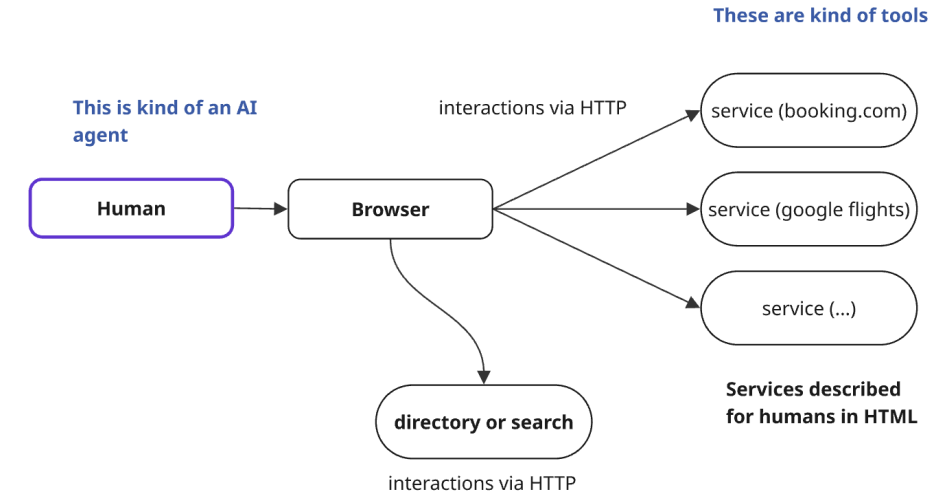 These are kind of tools
This is kind of an AI
agent
interactions via HTTP
service (booking.com)
Human
Browser
service (google flights)
service (...)
directory or search
Services described
for humans in HTML
interactions via HTTP